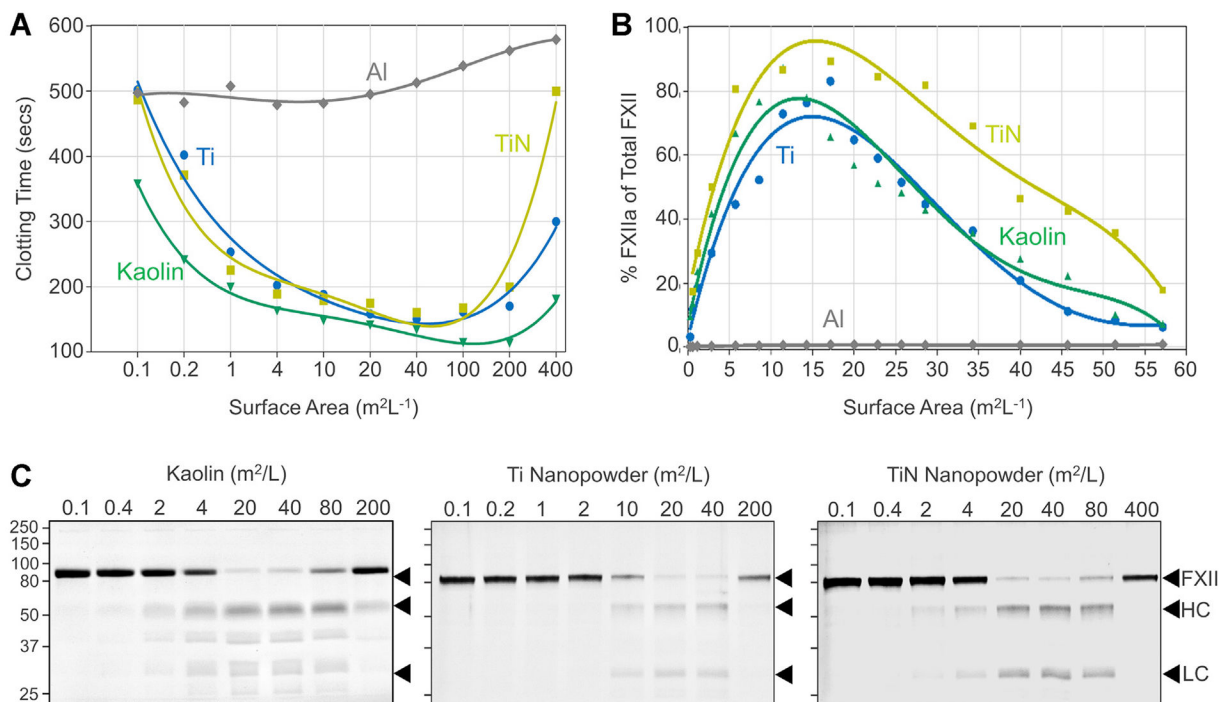 A
600
500
400
300
200
100
Clotting Time (secs)
Al
Ti
TiN
Kaolin
0.1 0.2 1 4 10 20 40 100 200 400
Surface Area (m²L⁻¹)
B
100
80
60
40
20
0
% FXIIa of Total FXII
TiN
Ti
Kaolin
Al
0 5 10 15 20 25 30 35 40 45 50 55 60
Surface Area (m²L⁻¹)
C
Kaolin (m²/L)
0.1 0.4 2 4 20 40 80 200
250
150
100
80
50
37
25
Ti Nanopowder (m²/L)
0.1 0.2 1 2 10 20 40 200
TiN Nanopowder (m²/L)
0.1 0.4 2 4 20 40 80 400
FXII
HC
LC